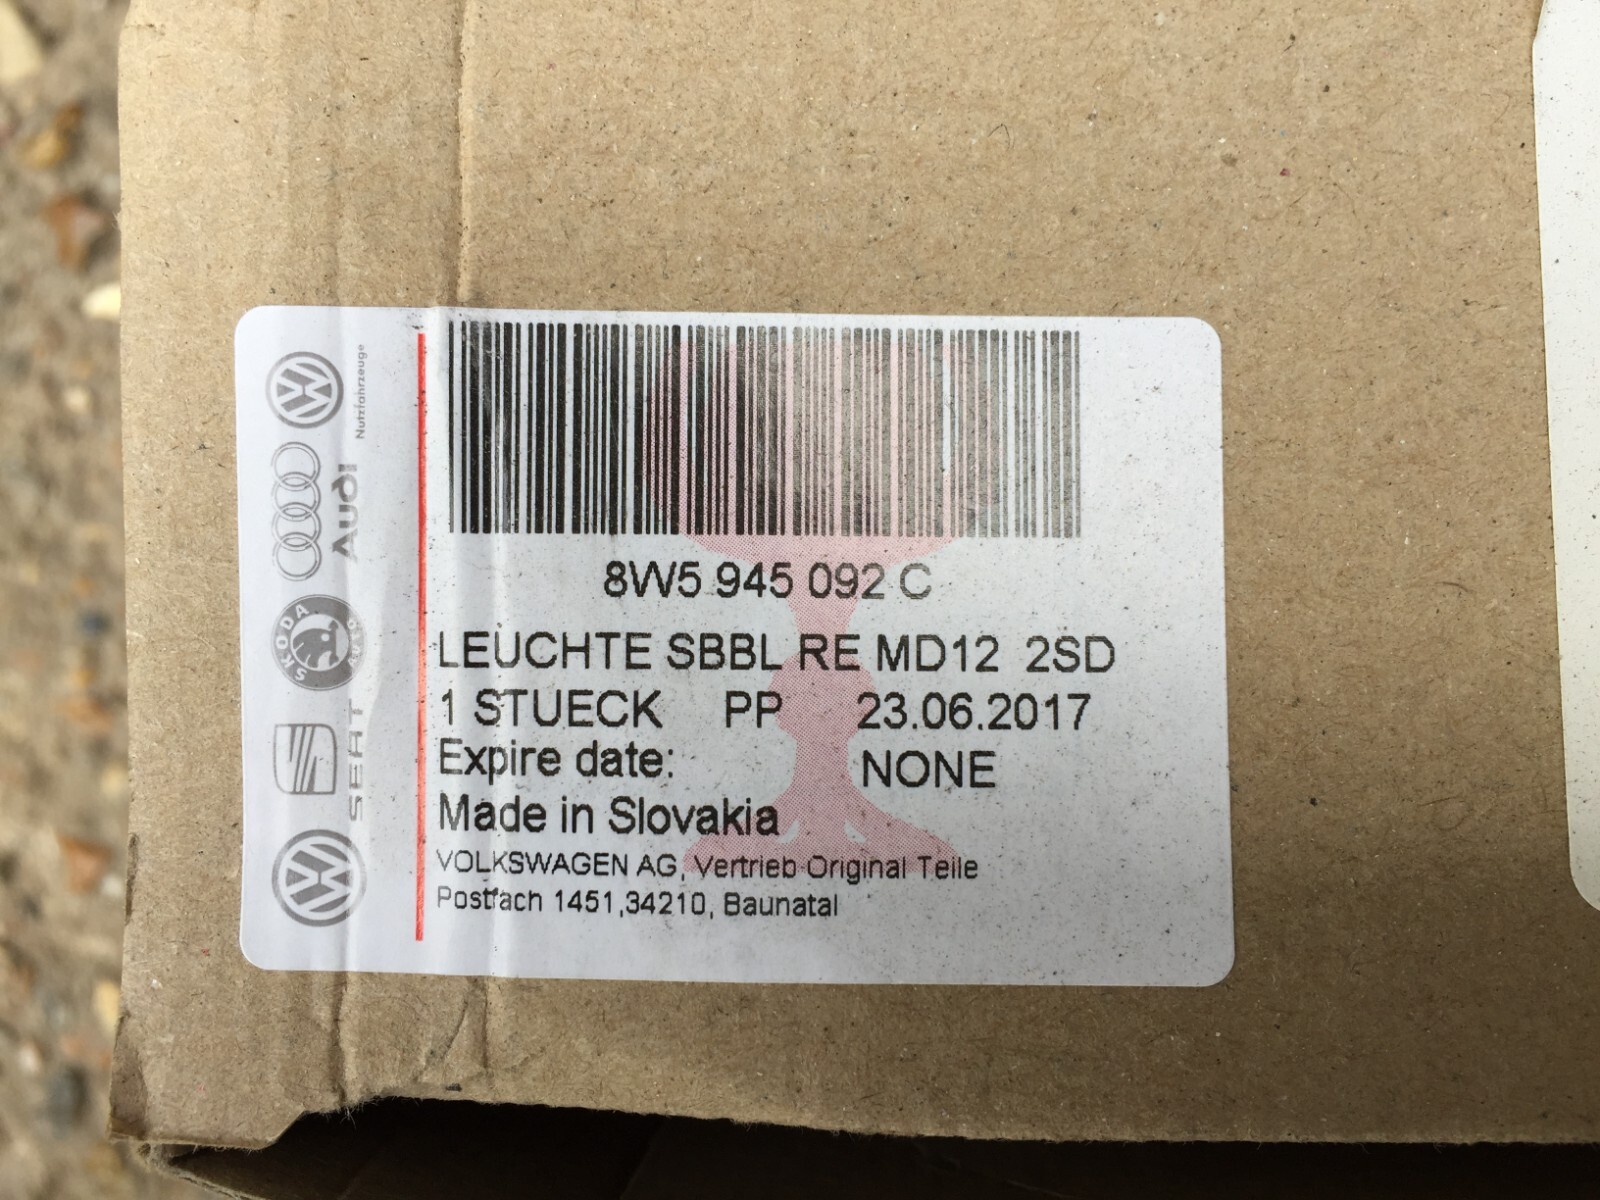 Nutzfahrzeuge
Audi
SKODA AUTO
SEAT
8W5 945 092 C
LEUCHTE SBBL RE MD12 2SD
1 STUECK PP 23.06.2017
Expire date: NONE
Made in Slovakia
VOLKSWAGEN AG, Vertrieb Original Teile
Postfach 1451,34210, Baunatal